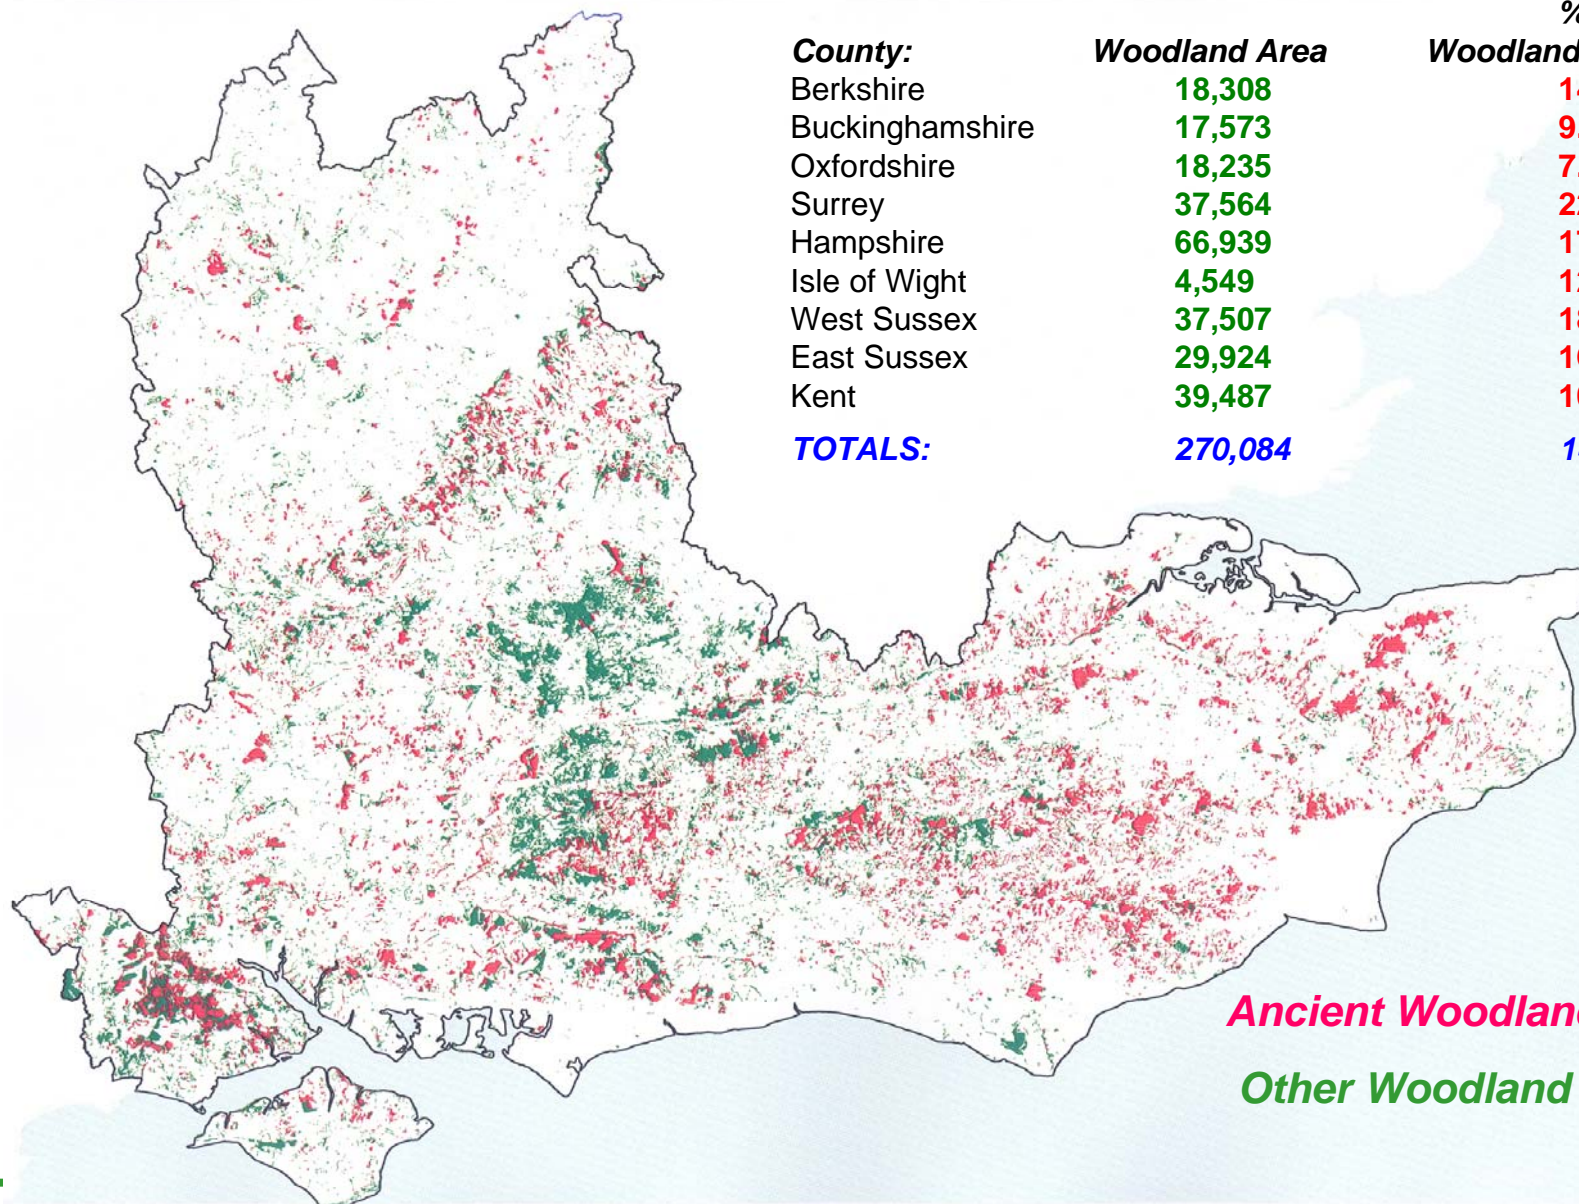 %
County: Woodland Area Woodland
Berkshire 18,308
Buckinghamshire 17,573
Oxfordshire 18,235
Surrey 37,564
Hampshire 66,939
Isle of Wight 4,549
West Sussex 37,507
East Sussex 29,924
Kent 39,487
TOTALS: 270,084
Ancient Woodland
Other Woodland